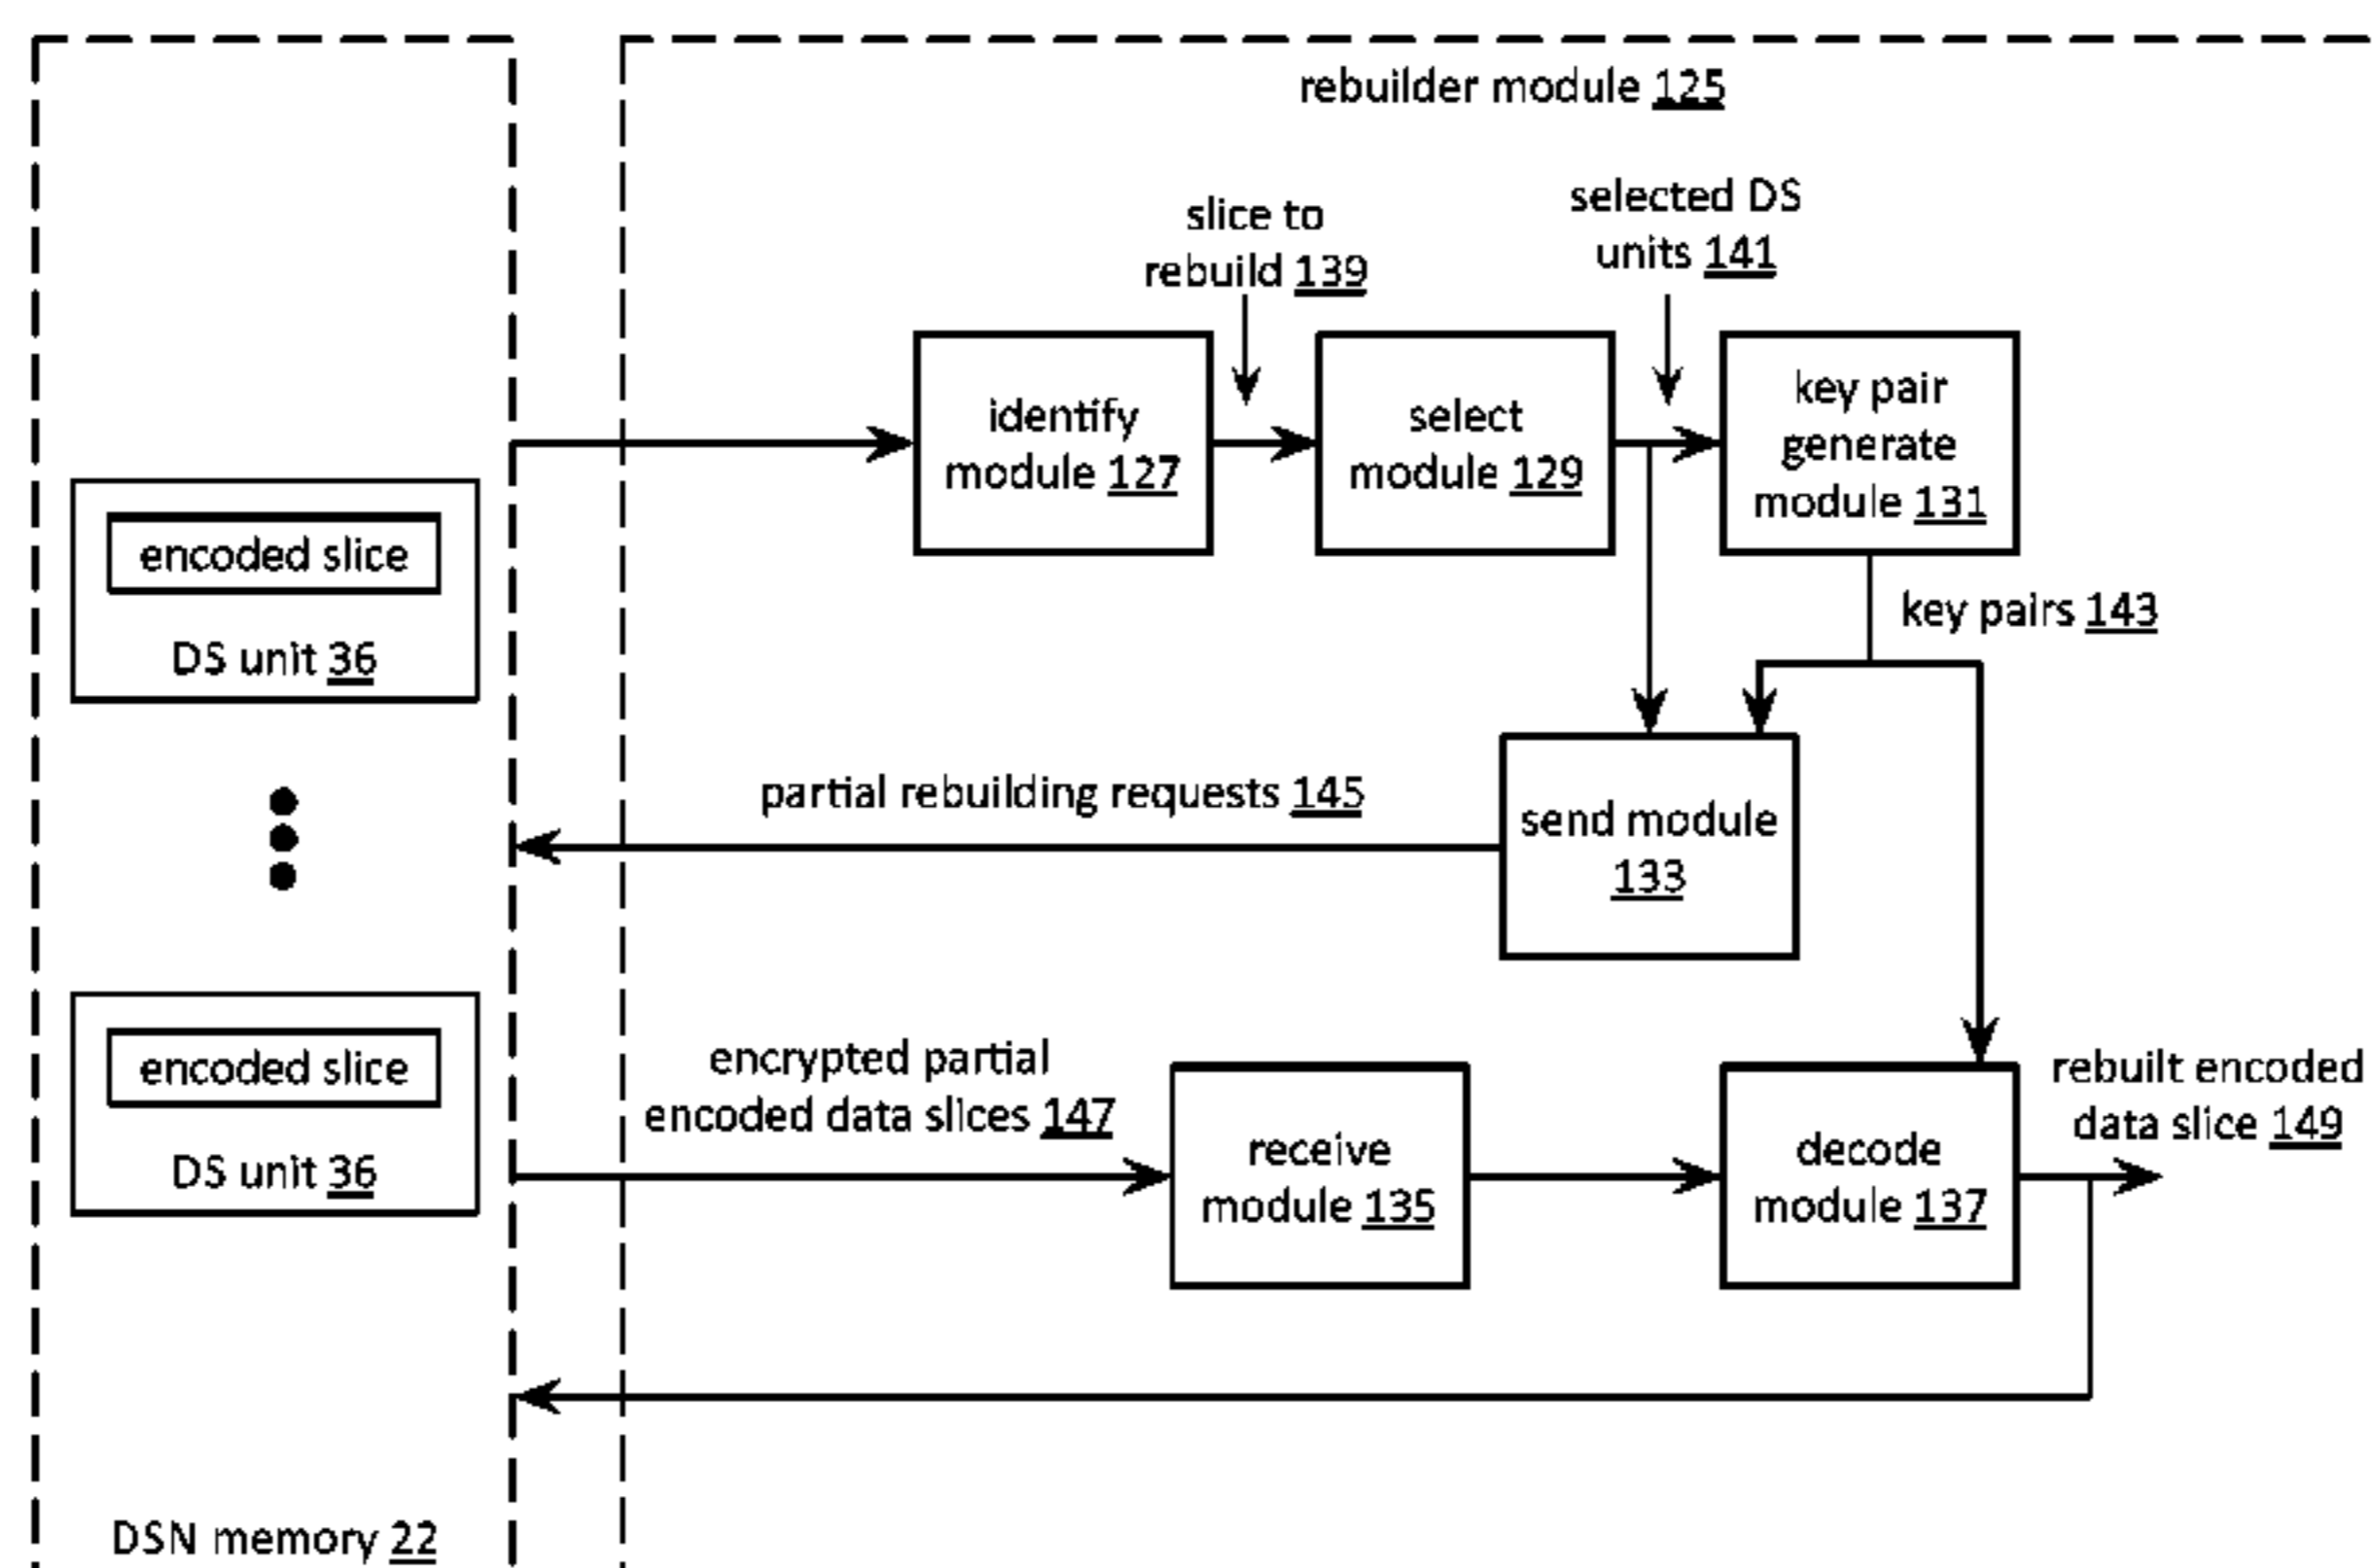 rebuilder module 125
slice to
rebuild 139
selected DS
units 141
identify
module 127
select
module 129
key pair
generate
module 131
key pairs 143
encoded slice
DS unit 36
partial rebuilding requests 145
send module
133
encoded slice
DS unit 36
encrypted partial
encoded data slices 147
receive
module 135
decode
module 137
rebuilt encoded
data slice 149
DSN memory 22